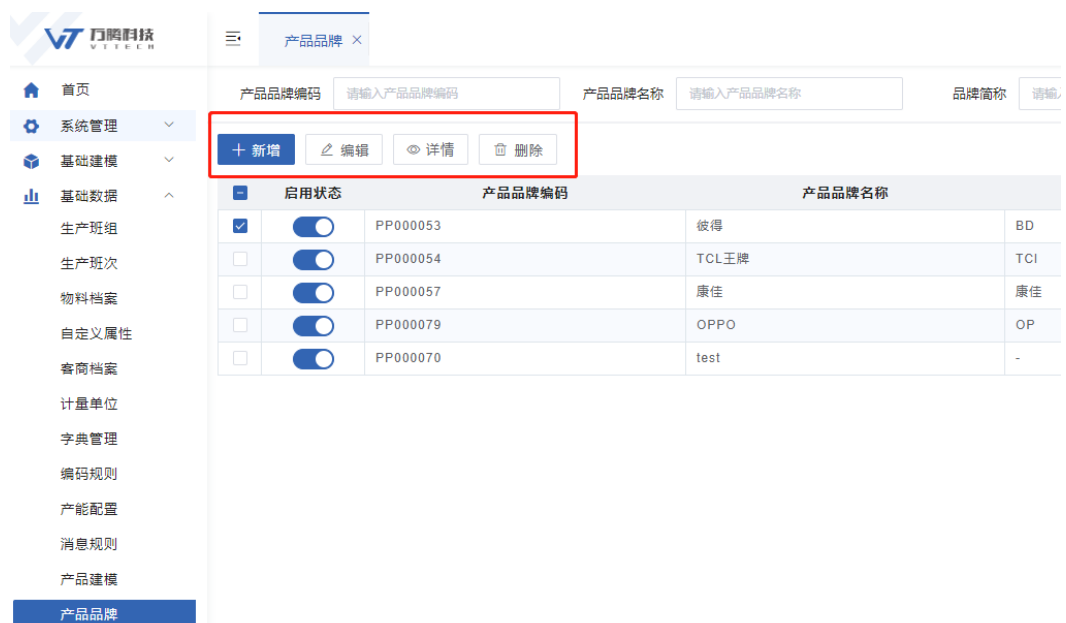 万腾科技
VTTECH
产品品牌
首页
系统管理
基础建模
基础数据
生产班组
生产班次
物料档案
自定义属性
客商档案
计量单位
字典管理
编码规则
产能配置
消息规则
产品建模
产品品牌
产品品牌编码 请输入产品品牌编码 产品品牌名称 请输入产品品牌名称 品牌简称 请输
新增 编辑 详情 删除
启用状态 产品品牌编码 产品品牌名称
PP000053 彼得 BD
PP000054 TCL王牌 TCl
PP000057 康佳 康佳
PP000079 OPPO OP
PP000070 test -